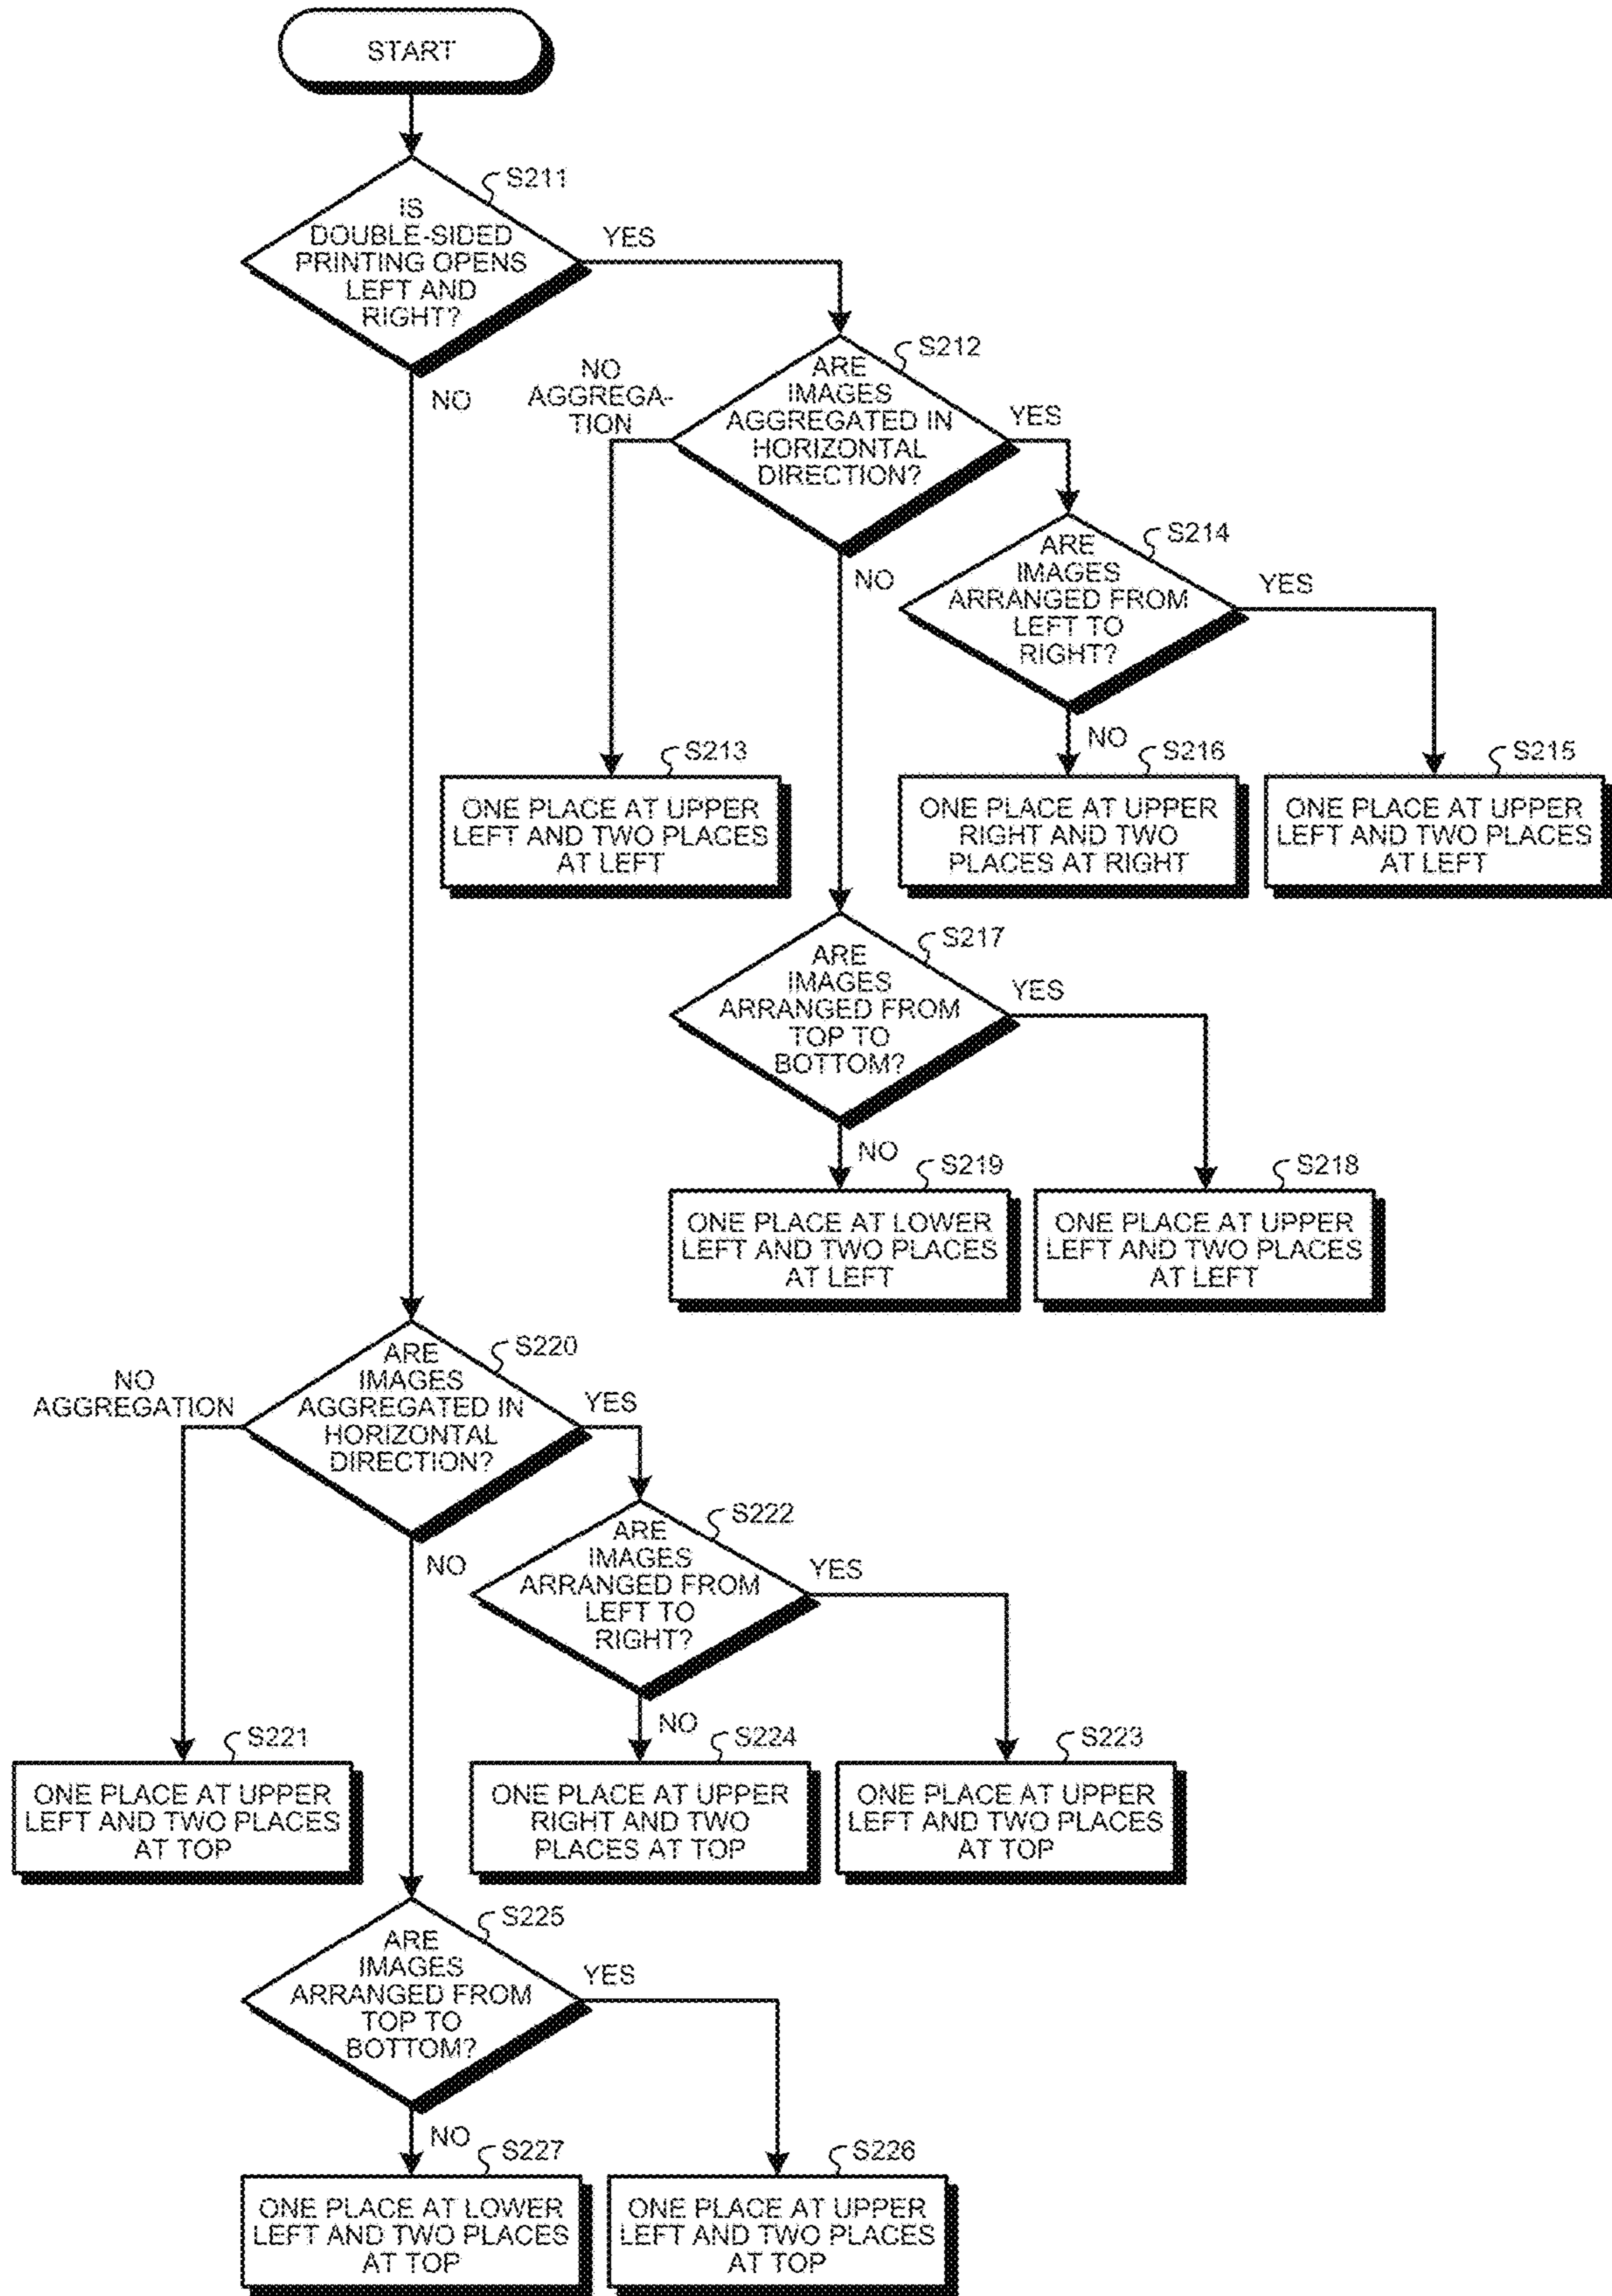 START
S211
IS
DOUBLE-SIDED
PRINTING OPENS
LEFT AND
RIGHT?
YES
NO
S212
ARE
IMAGES
AGGREGATED IN
HORIZONTAL
DIRECTION?
NO
AGGREGA-
TION
YES
NO
S214
ARE
IMAGES
ARRANGED FROM
LEFT TO
RIGHT?
YES
NO
S213
ONE PLACE AT UPPER
LEFT AND TWO PLACES
AT LEFT
S216
ONE PLACE AT UPPER
RIGHT AND TWO
PLACES AT RIGHT
S215
ONE PLACE AT UPPER
LEFT AND TWO PLACES
AT LEFT
S217
ARE
IMAGES
ARRANGED FROM
TOP TO
BOTTOM?
YES
NO
S219
ONE PLACE AT LOWER
LEFT AND TWO PLACES
AT LEFT
S218
ONE PLACE AT UPPER
LEFT AND TWO PLACES
AT LEFT
S220
ARE
IMAGES
AGGREGATED IN
HORIZONTAL
DIRECTION?
NO
AGGREGATION
YES
NO
S222
ARE
IMAGES
ARRANGED FROM
LEFT TO
RIGHT?
YES
NO
S221
ONE PLACE AT UPPER
LEFT AND TWO PLACES
AT TOP
S224
ONE PLACE AT UPPER
RIGHT AND TWO
PLACES AT TOP
S223
ONE PLACE AT UPPER
LEFT AND TWO PLACES
AT TOP
S225
ARE
IMAGES
ARRANGED FROM
TOP TO
BOTTOM?
YES
NO
S227
ONE PLACE AT LOWER
LEFT AND TWO PLACES
AT TOP
S226
ONE PLACE AT UPPER
LEFT AND TWO PLACES
AT TOP